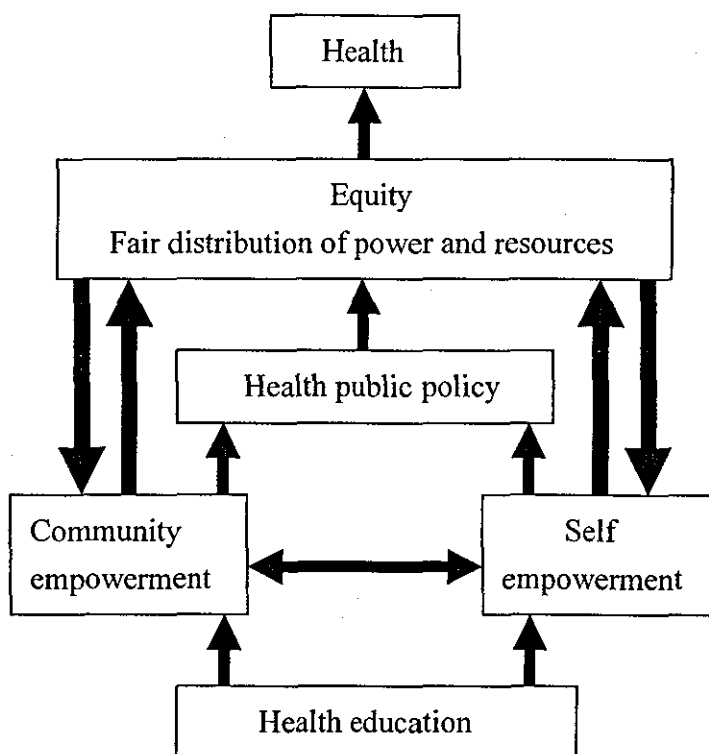 Health
Equity
Fair distribution of power and resources
Health public policy
Community
empowerment
Self
empowerment
Health education